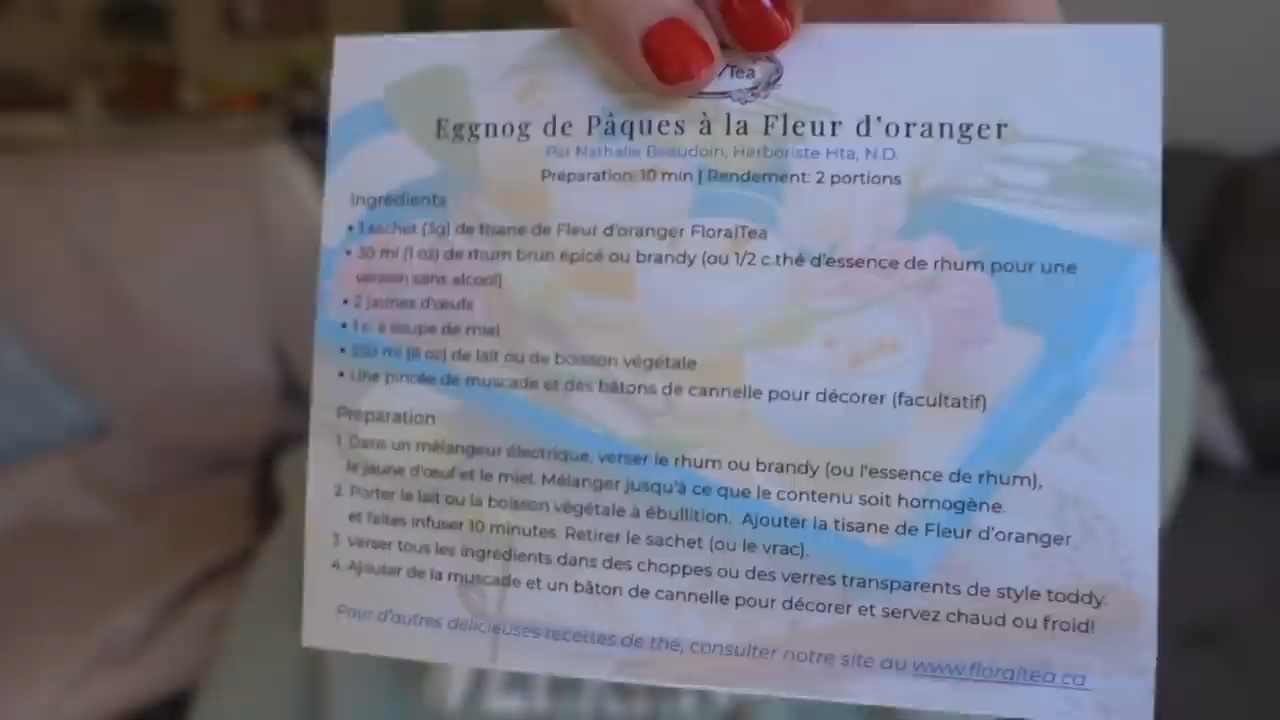 /Tea
Eggnog de Pâques à la Fleur d'oranger
Par Nathalie Beaudoin, Herboriste Hta, N.D.
Préparation: 10 min | Rendement: 2 portions
Ingrédients
• 1 sachet (3g) de tisane de Fleur d'oranger Flora|Tea
• 30 ml (1 oz) de rhum brun épicé ou brandy (ou 1/2 c.thé d'essence de rhum pour une
version sans alcool)
• 2 jaunes d'œufs
• 1 c. à soupe de miel
• 250 ml (8 oz) de lait ou de boisson végétale
• Une pincée de muscade et des bâtons de cannelle pour décorer (facultatif)
Préparation
1. Dans un mélangeur électrique, verser le rhum ou brandy (ou l'essence de rhum),
le jaune d'œuf et le miel. Mélanger jusqu'à ce que le contenu soit homogène.
2. Porter le lait ou la boisson végétale à ébullition. Ajouter la tisane de Fleur d'oranger
et faites infuser 10 minutes. Retirer le sachet (ou le vrac).
3. Verser tous les ingrédients dans des choppes ou des verres transparents de style toddy.
4. Ajouter de la muscade et un bâton de cannelle pour décorer et servez chaud ou froid!
Pour d'autres délicieuses recettes de thé, consulter notre site au www.floraltea.ca